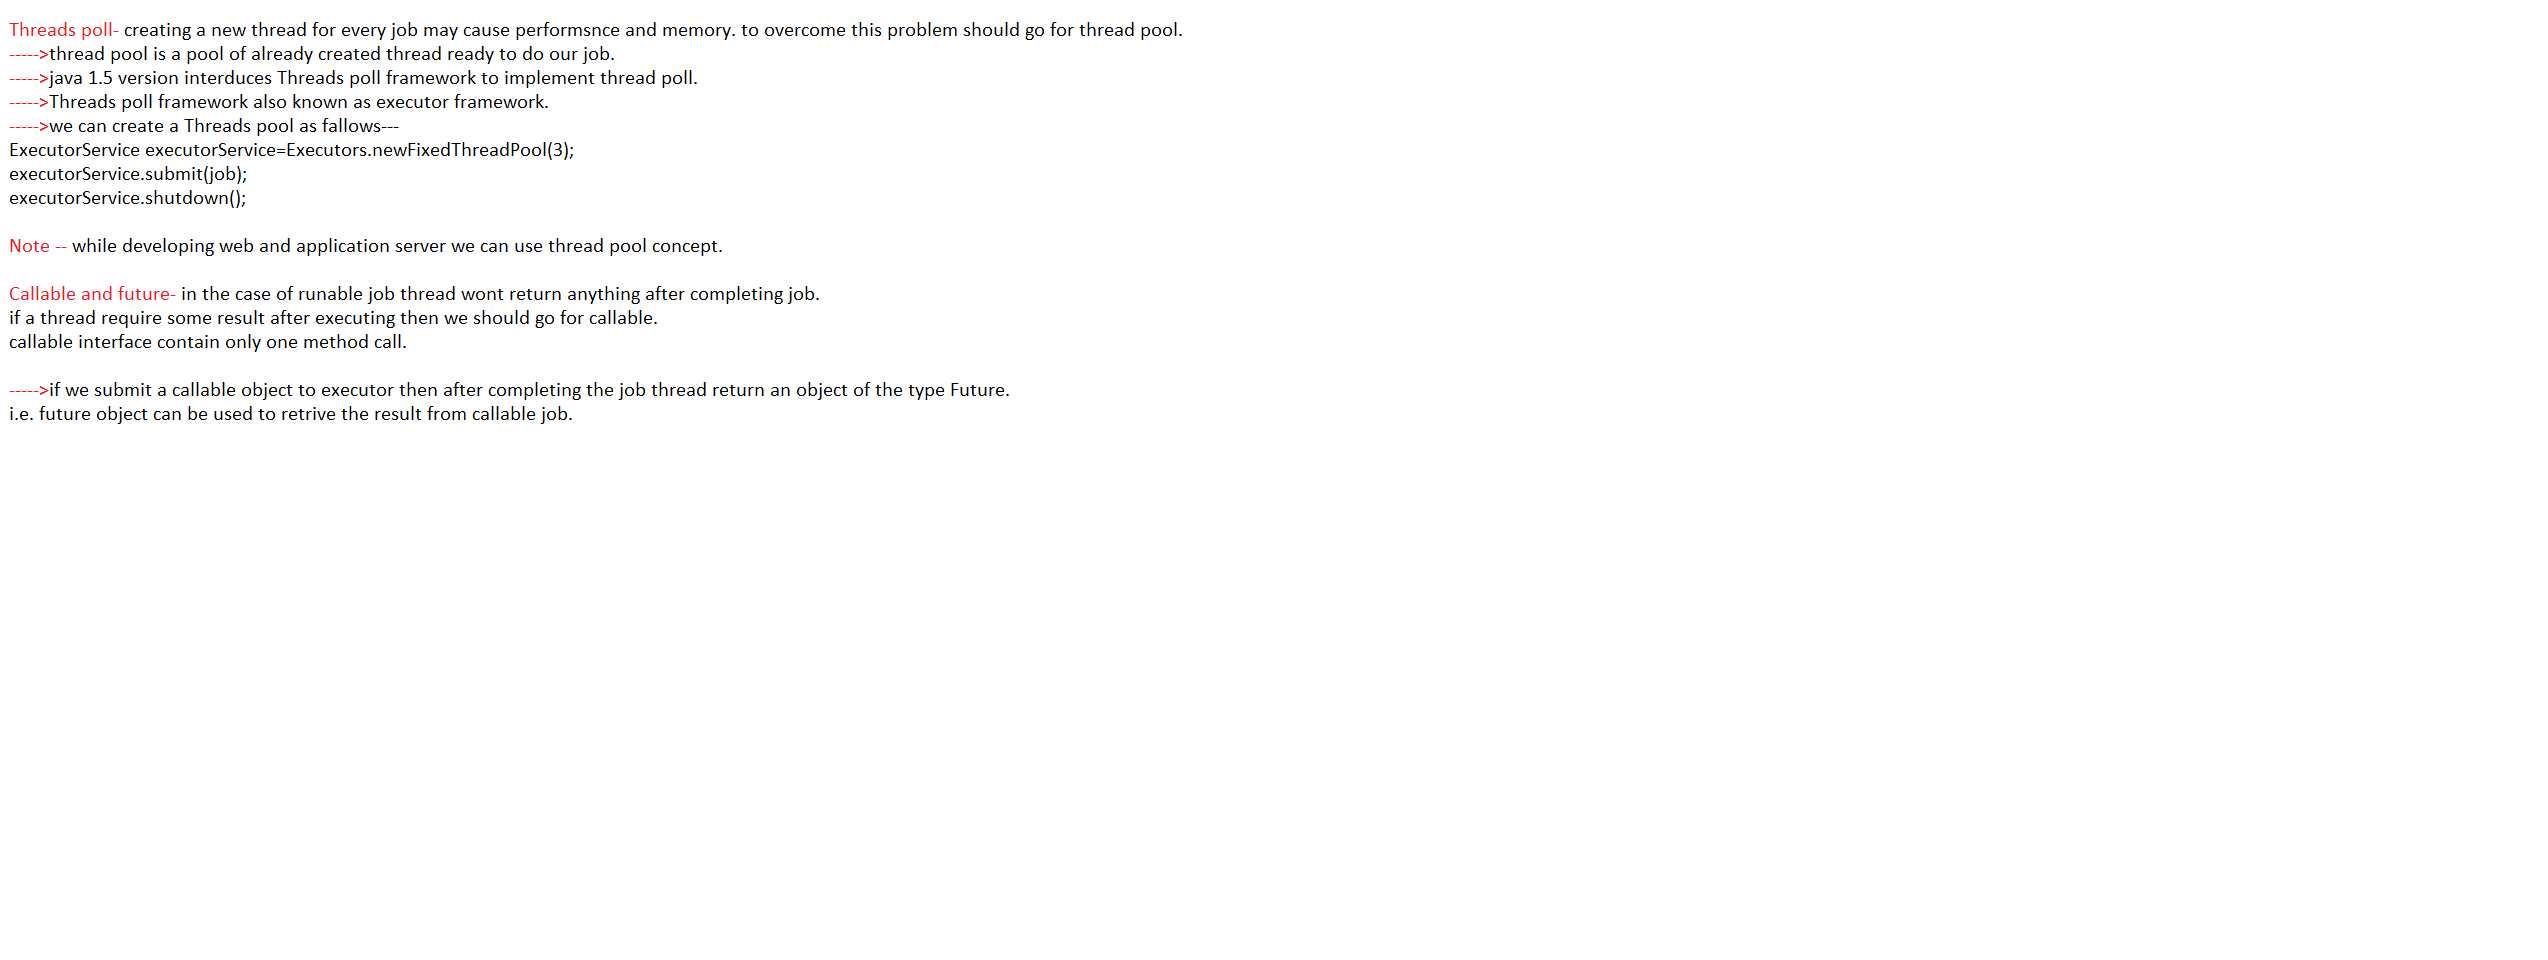 Threads poll- creating a new thread for every job may cause performsnce and memory. to overcome this problem should go for thread pool.
----->thread pool is a pool of already created thread ready to do our job.
----->java 1.5 version interduces Threads poll framework to implement thread poll.
----->Threads poll framework also known as executor framework.
----->we can create a Threads pool as fallows---
ExecutorService executorService=Executors.newFixedThreadPool(3);
executorService.submit(job);
executorService.shutdown();
Note -- while developing web and application server we can use thread pool concept.
Callable and future- in the case of runable job thread wont return anything after completing job.
if a thread require some result after executing then we should go for callable.
callable interface contain only one method call.
----->if we submit a callable object to executor then after completing the job thread return an object of the type Future.
i.e. future object can be used to retrive the result from callable job.